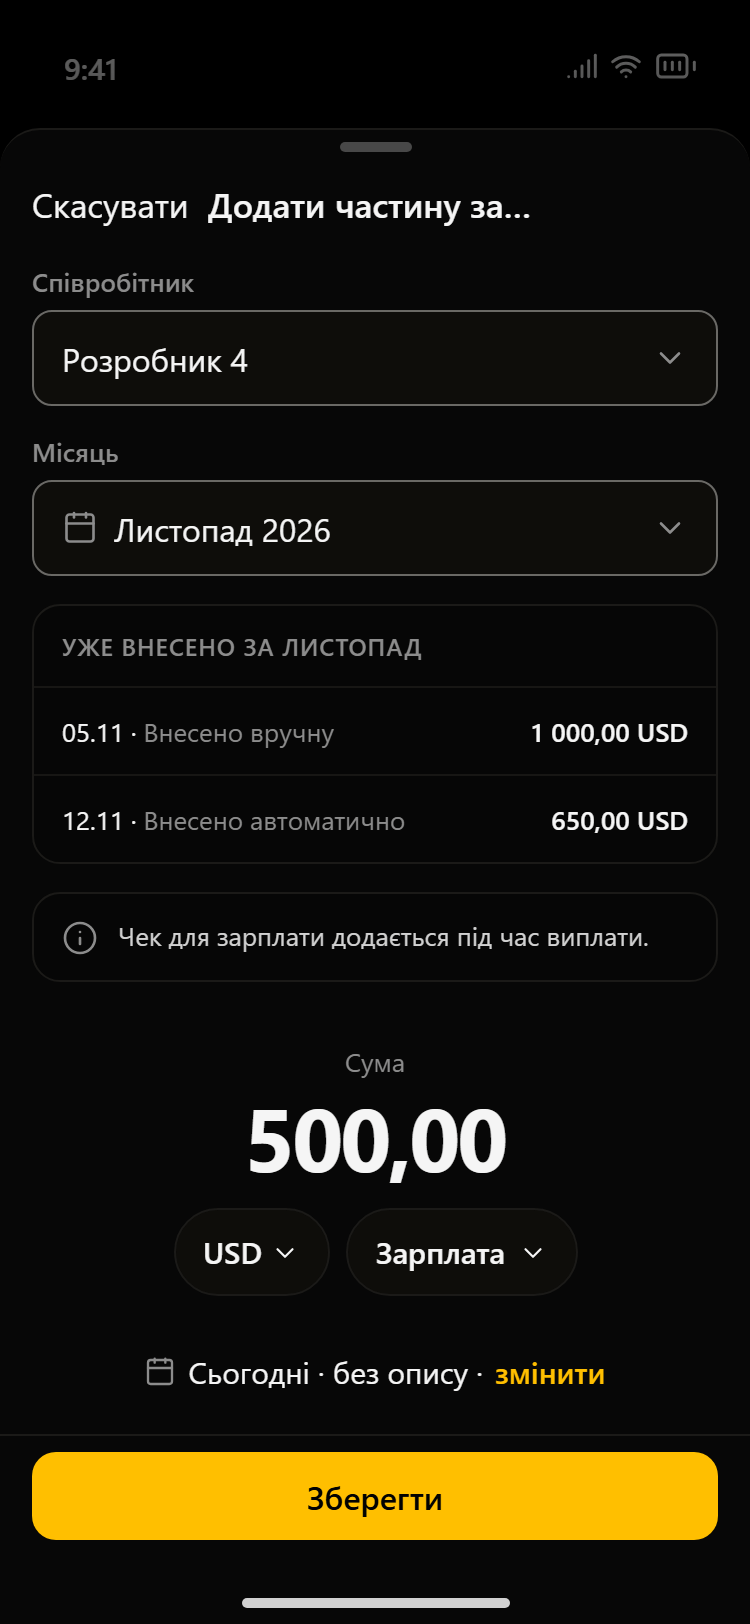 9:41
Скасувати Додати частину за...
Співробітник
Розробник 4
Місяць
Листопад 2026
УЖЕ ВНЕСЕНО ЗА ЛИСТОПАД
05.11 · Внесено вручну 1 000,00 USD
12.11 · Внесено автоматично 650,00 USD
Чек для зарплати додається під час виплати.
Сума
500,00
USD Зарплата
Сьогодні · без опису · змінити
Зберегти